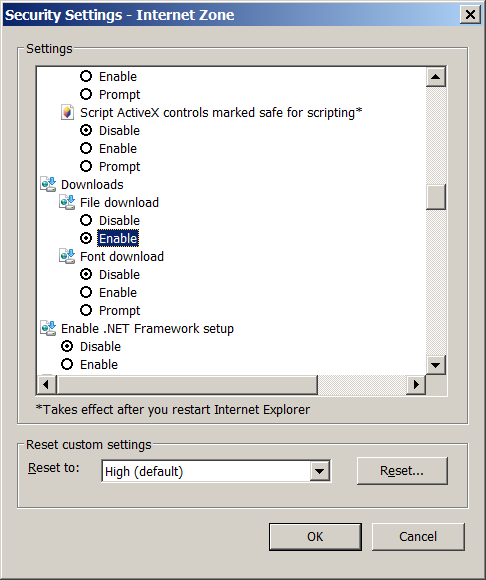 Security Settings - Internet Zone
Settings
Enable
Prompt
Script ActiveX controls marked safe for scripting*
Disable
Enable
Prompt
Downloads
File download
Disable
Enable
Font download
Disable
Enable
Prompt
Enable .NET Framework setup
Disable
Enable
*Takes effect after you restart Internet Explorer
Reset custom settings
Reset to: High (default) Reset...
OK Cancel